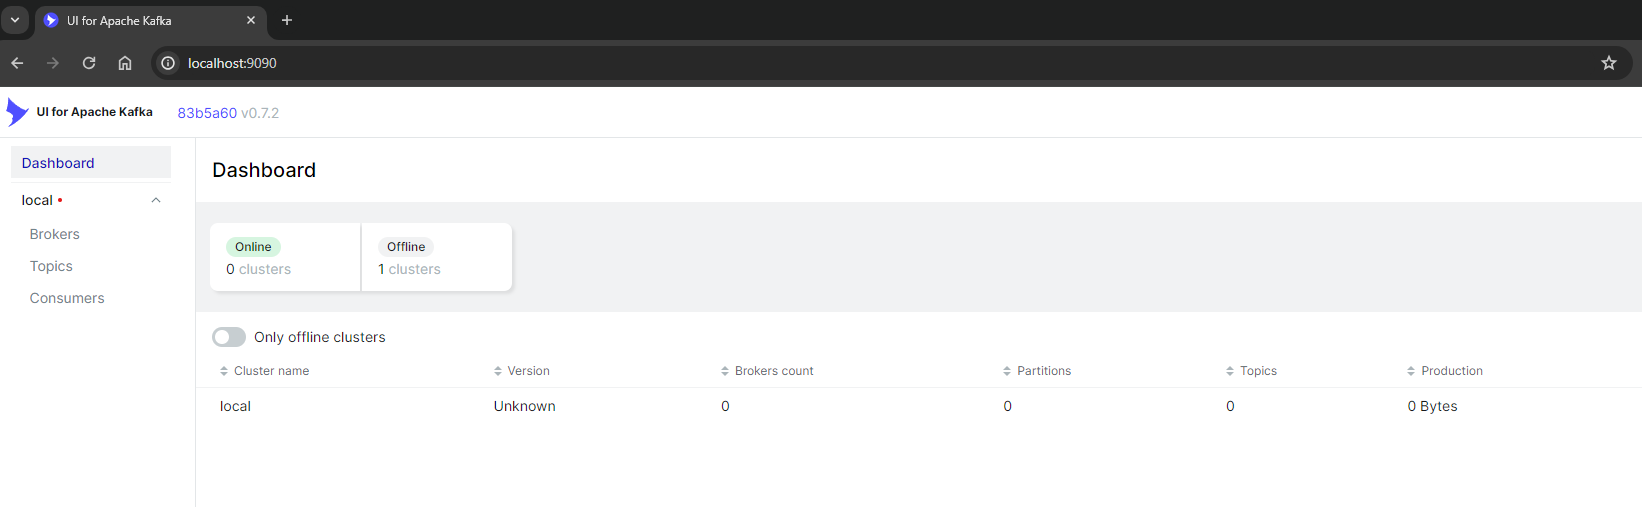 UI for Apache Kafka
localhost:9090
UI for Apache Kafka 83b5a60 v0.7.2
Dashboard
local
Brokers
Topics
Consumers
Dashboard
Online
0 clusters
Offline
1 clusters
Only offline clusters
Cluster name Version Brokers count Partitions Topics Production
local Unknown 0 0 0 0 Bytes